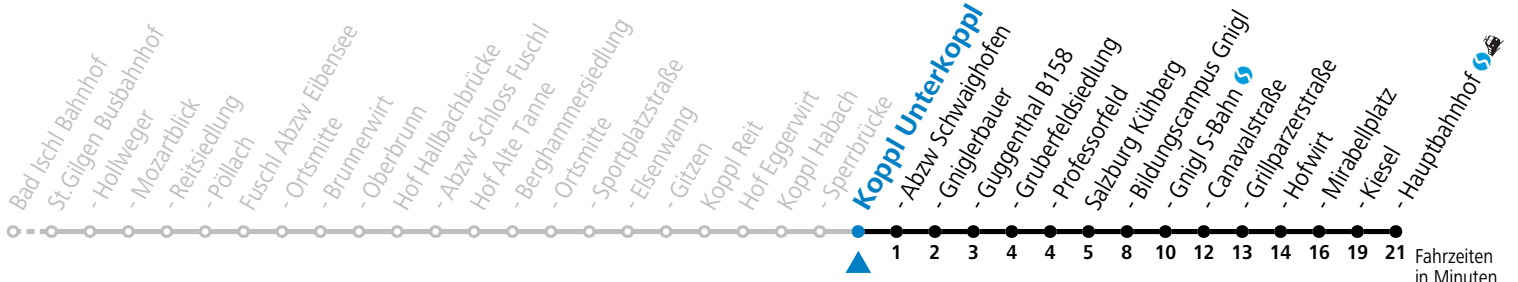 Bad Ischl Bahnhof
St.Gilgen Busbahnhof
- Hollweger
- Mozartblick
- Reitsiedlung
- Pöllach
Fuschl Abzw Eibensee
- Ortsmitte
- Brunnenwirt
- Oberbrunn
Hof Hallbachbrücke
- Abzw Schloss Fuschl
Hof Alte Tanne
- Berghammersiedlung
- Ortsmitte
- Sportplatzstraße
- Elsenwang
- Gitzen
Koppl Reit
Hof Eggerwirt
Koppl Habach
- Sperrbrücke
Koppl Unterkoppl
- Abzw Schwaighofen
- Gniglerbauer
- Guggenthal B158
- Gruberfeldsiedlung
- Professorfeld
Salzburg Kühberg
- Bildungscampus Gnigl
- Gnigl S-Bahn
- Canavalstraße
- Grillparzerstraße
- Hofwirt
- Mirabellplatz
- Kiesel
- Hauptbahnhof
1 2 3 4 4 5 8 10 12 13 14 16 19 21
Fahrzeiten
in Minuten